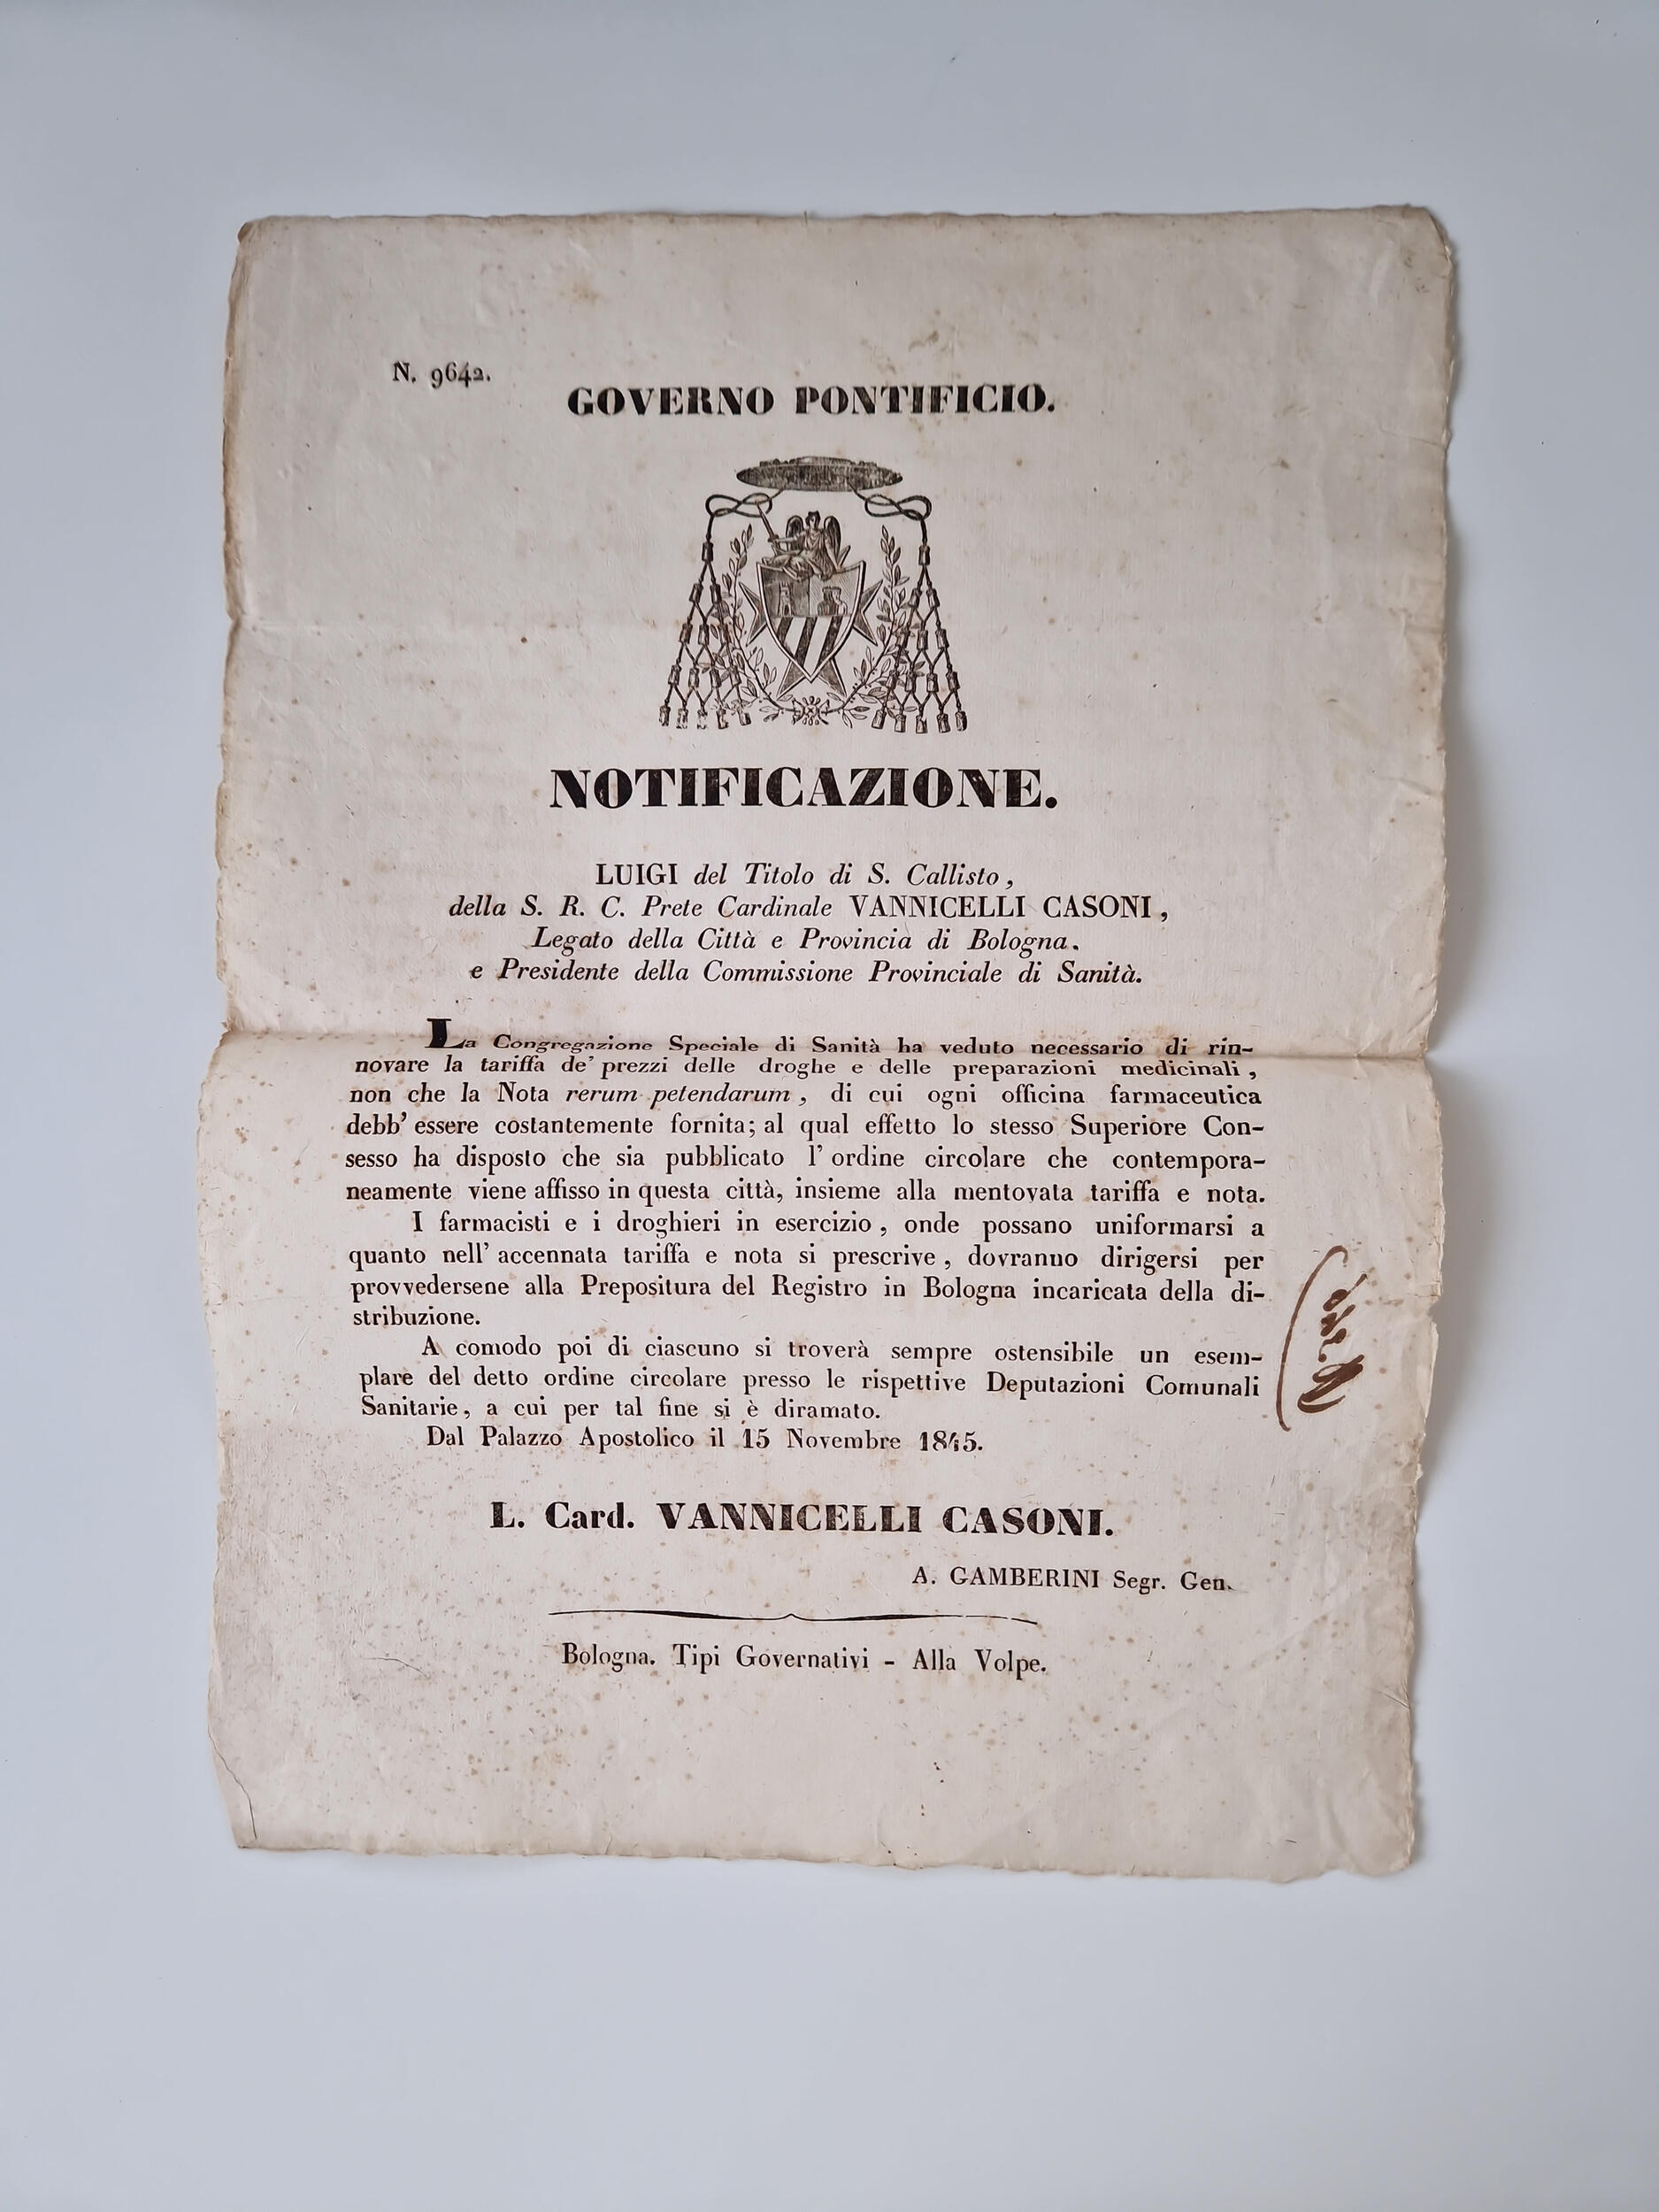 N. 9642.
GOVERNO PONTIFICIO.
NOTIFICAZIONE.
LUIGI del Titolo di S. Callisto,
della S. R. C. Prete Cardinale VANNICELLI CASONI,
Legato della Città e Provincia di Bologna.
e Presidente della Commissione Provinciale di Sanità.
La Congregazione Speciale di Sanità ha veduto necessario di rin-
novare la tariffa de' prezzi delle droghe e delle preparazioni medicinali,
non che la Nota rerum petendarum, di cui ogni officina farmaceutica
debb' essere costantemente fornita; al qual effetto lo stesso Superiore Con-
sesso ha disposto che sia pubblicato l' ordine circolare che contempora-
neamente viene affisso in questa città, insieme alla mentovata tariffa e nota.
I farmacisti e i droghieri in esercizio, onde possano uniformarsi a
quanto nell' accennata tariffa e nota si prescrive, dovranno dirigersi per
provvedersene alla Prepositura del Registro in Bologna incaricata della di-
stribuzione.
A comodo poi di ciascuno si troverà sempre ostensibile un esem-
plare del detto ordine circolare presso le rispettive Deputazioni Comunali
Sanitarie, a cui per tal fine si è diramato.
Dal Palazzo Apostolico il 15 Novembre 1845.
L. Card. VANNICELLI CASONI.
A. GAMBERINI Segr. Gen.
Bologna. Tipi Governativi - Alla Volpe.